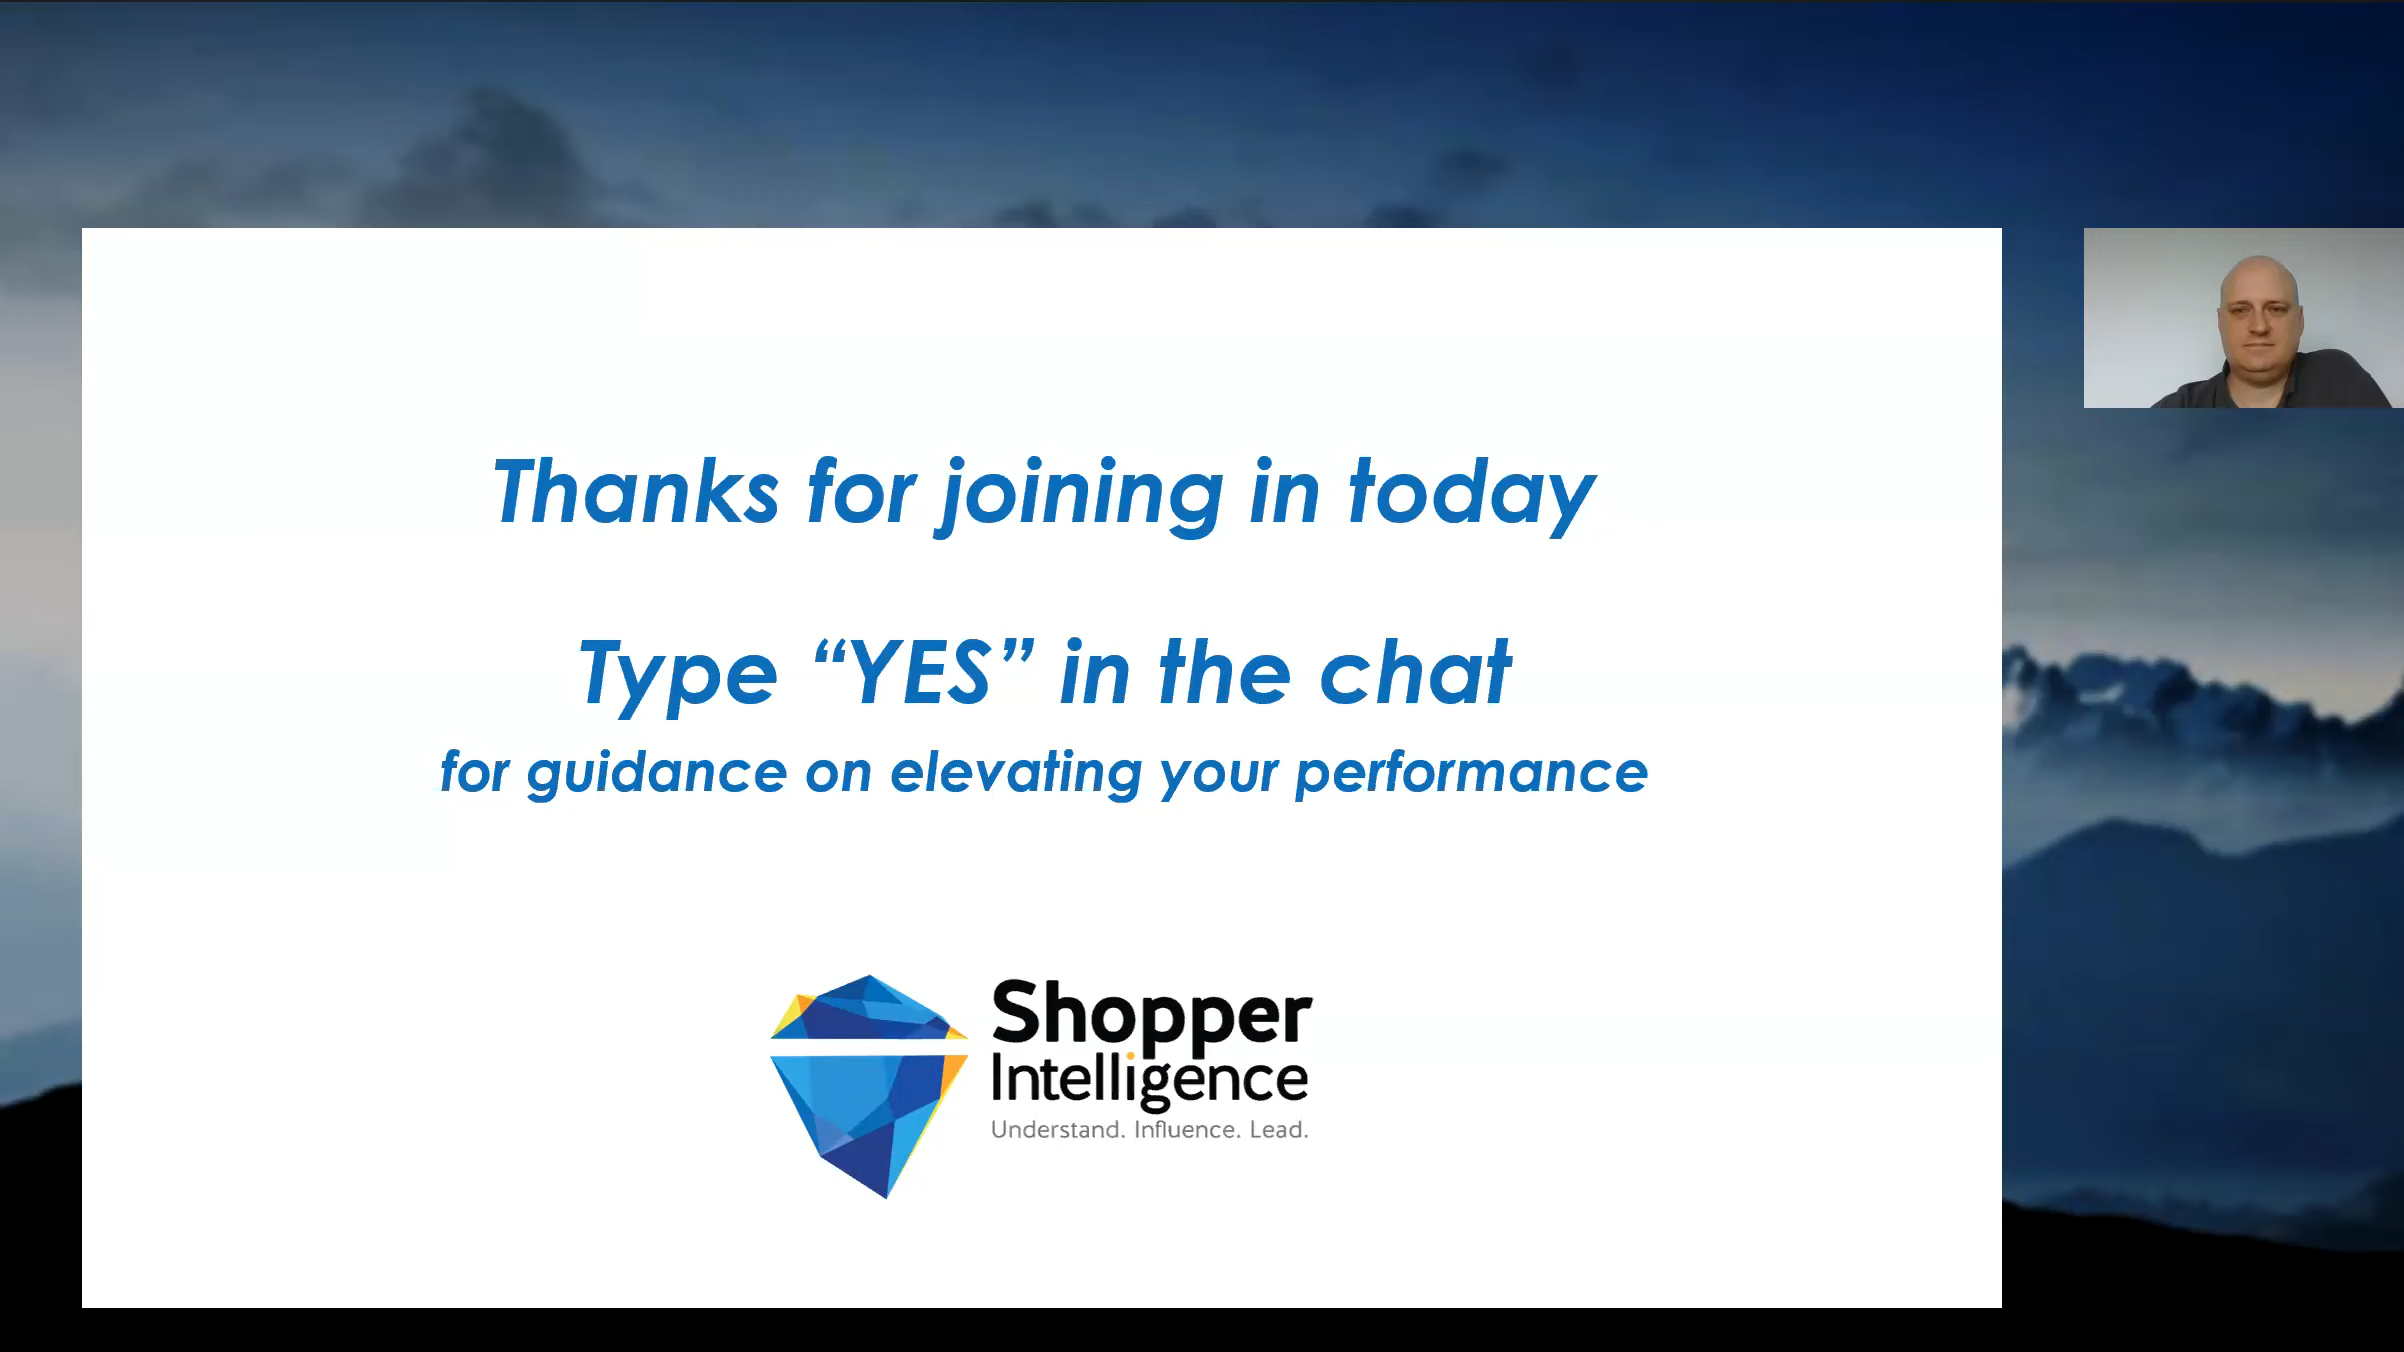 Thanks for joining in today
Type “YES” in the chat
for guidance on elevating your performance
Shopper
Intelligence
Understand. Influence. Lead.